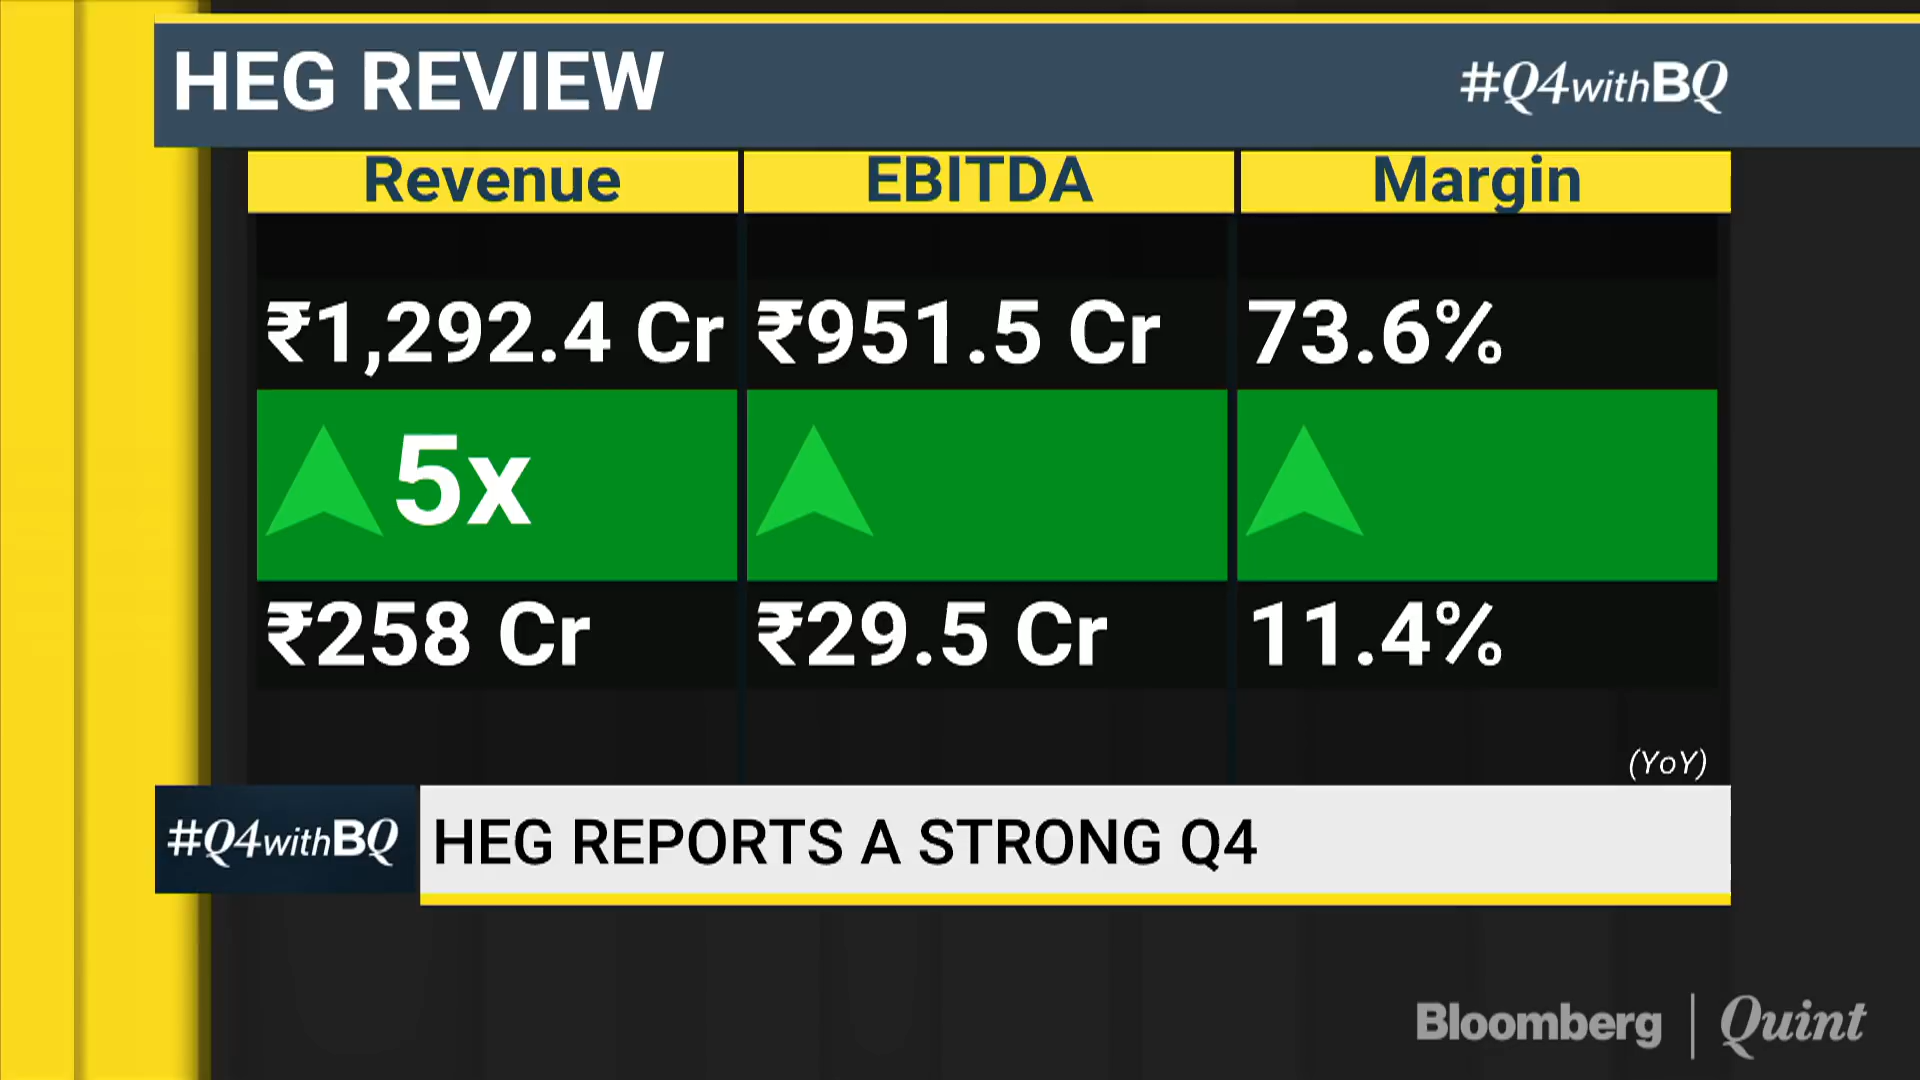 HEG REVIEW
#Q4withBQ
Revenue EBITDA Margin
₹1,292.4 Cr ₹951.5 Cr 73.6%
5x
₹258 Cr ₹29.5 Cr 11.4%
(YoY)
#Q4withBQ
HEG REPORTS A STRONG Q4
Bloomberg | Quint